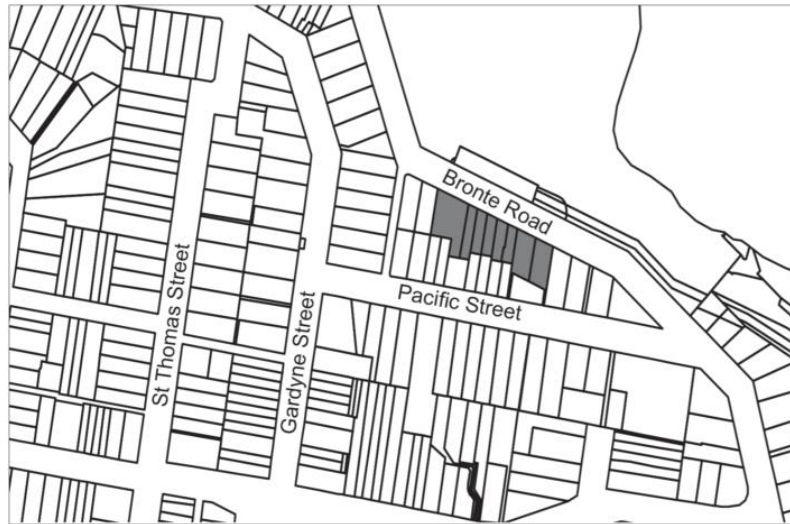 Bronte Road
Pacific Street
St Thomas Street
Gardyne Street